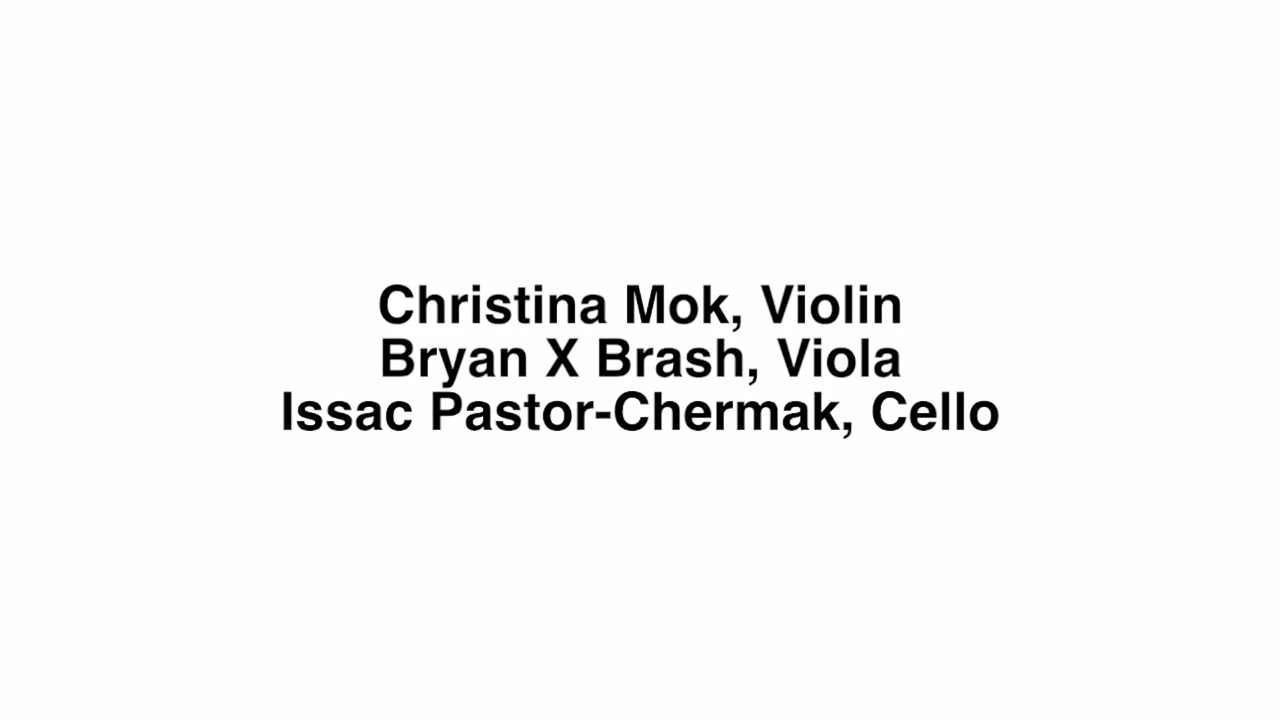 Christina Mok, Violin
Bryan X Brash, Viola
Issac Pastor-Chermak, Cello